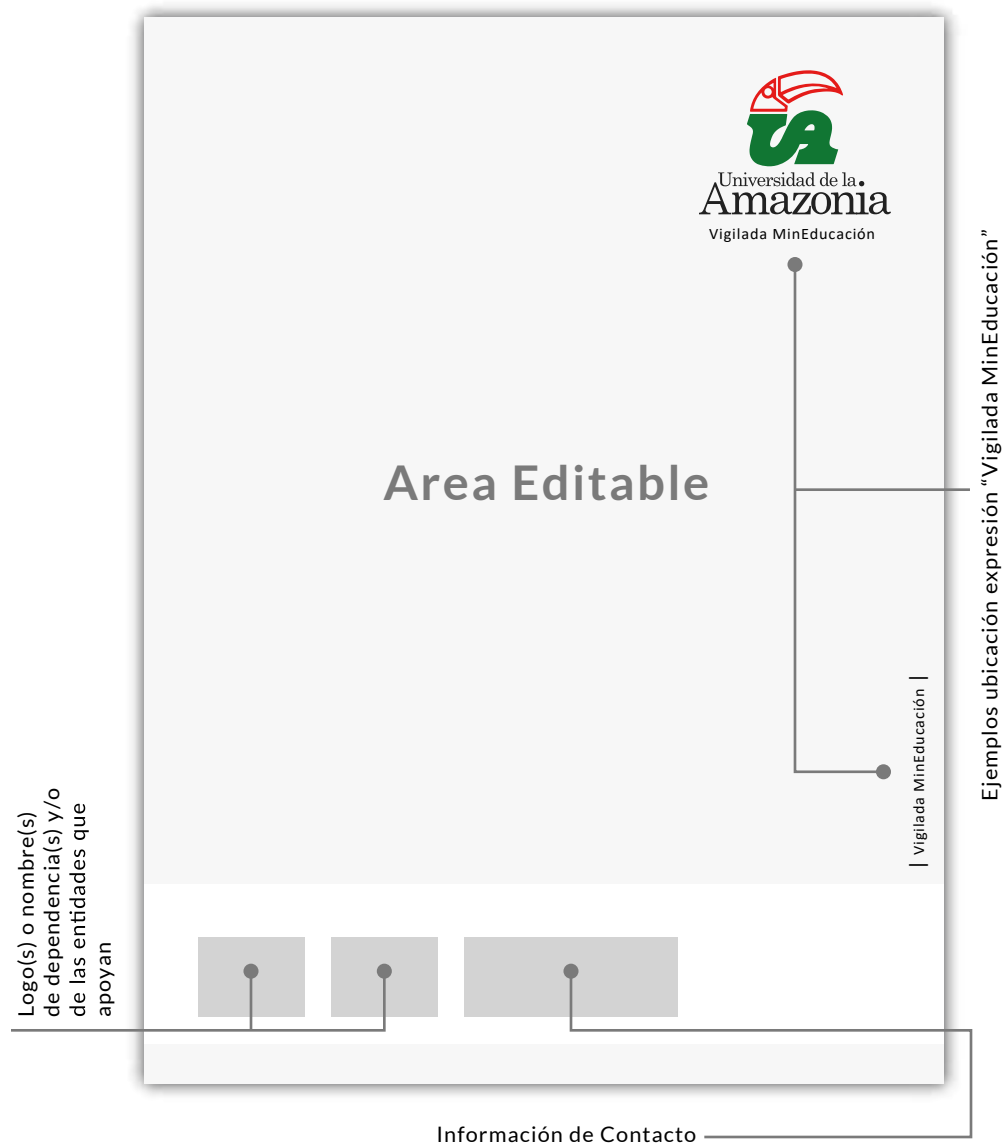 Universidad de la
Amazonia
Vigilada MinEducación
Ejemplos ubicación expresión “Vigilada MinEducación”
Area Editable
| Vigilada MinEducación |
Logo(s) o nombre(s)
de dependencia(s) y/o
de las entidades que
apoyan
Información de Contacto